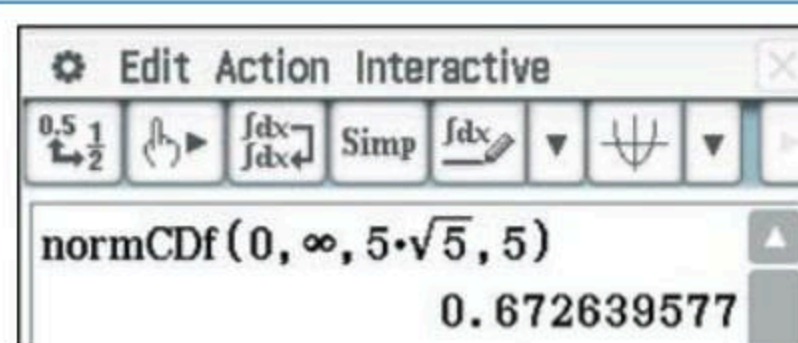 Edit Action Interactive
0.5 1/2 ∫dx ∫dx Simp ∫dx
normCDf(0,∞,5·√5,5)
0.672639577